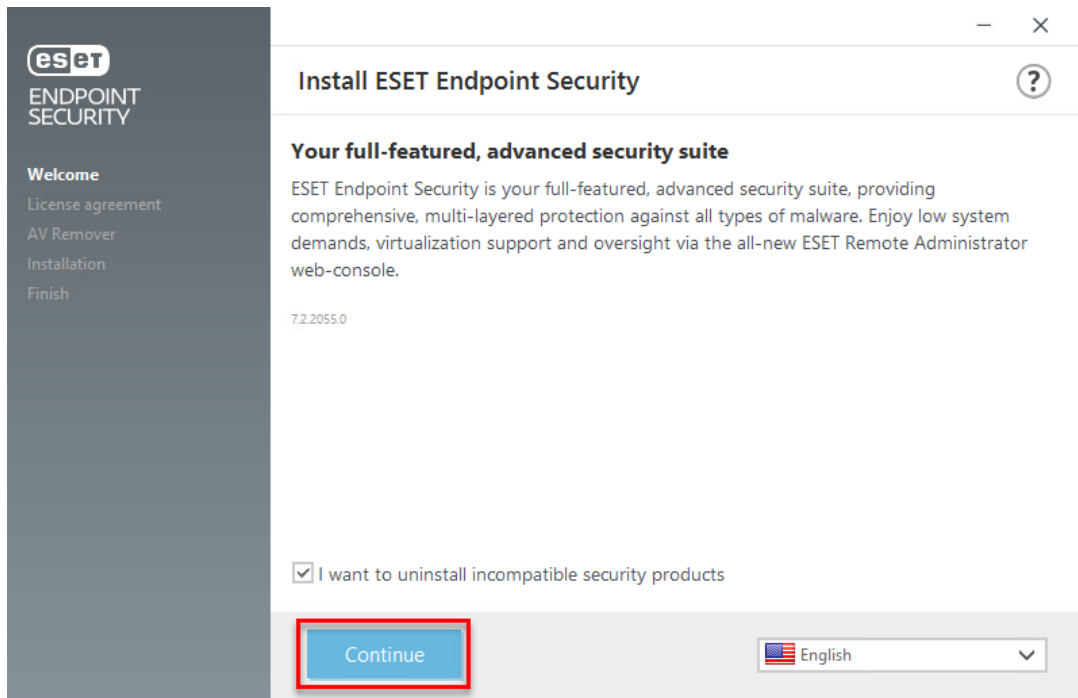 eset
ENDPOINT
SECURITY
Welcome
License agreement
AV Remover
Installation
Finish
Install ESET Endpoint Security
?
Your full-featured, advanced security suite
ESET Endpoint Security is your full-featured, advanced security suite, providing
comprehensive, multi-layered protection against all types of malware. Enjoy low system
demands, virtualization support and oversight via the all-new ESET Remote Administrator
web-console.
7.2.2055.0
I want to uninstall incompatible security products
Continue
English